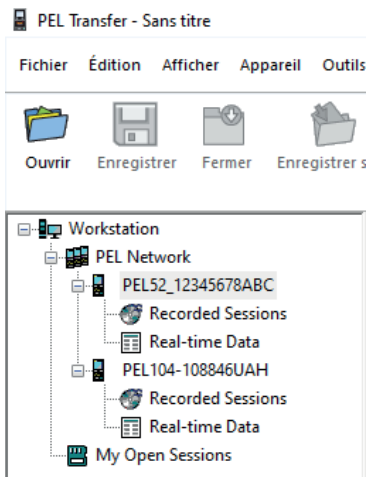 PEL Transfer - Sans titre
Fichier Édition Afficher Appareil Outils
Ouvrir Enregistrer Fermer Enregistrer s
Workstation
PEL Network
PEL52_12345678ABC
Recorded Sessions
Real-time Data
PEL104-108846UAH
Recorded Sessions
Real-time Data
My Open Sessions